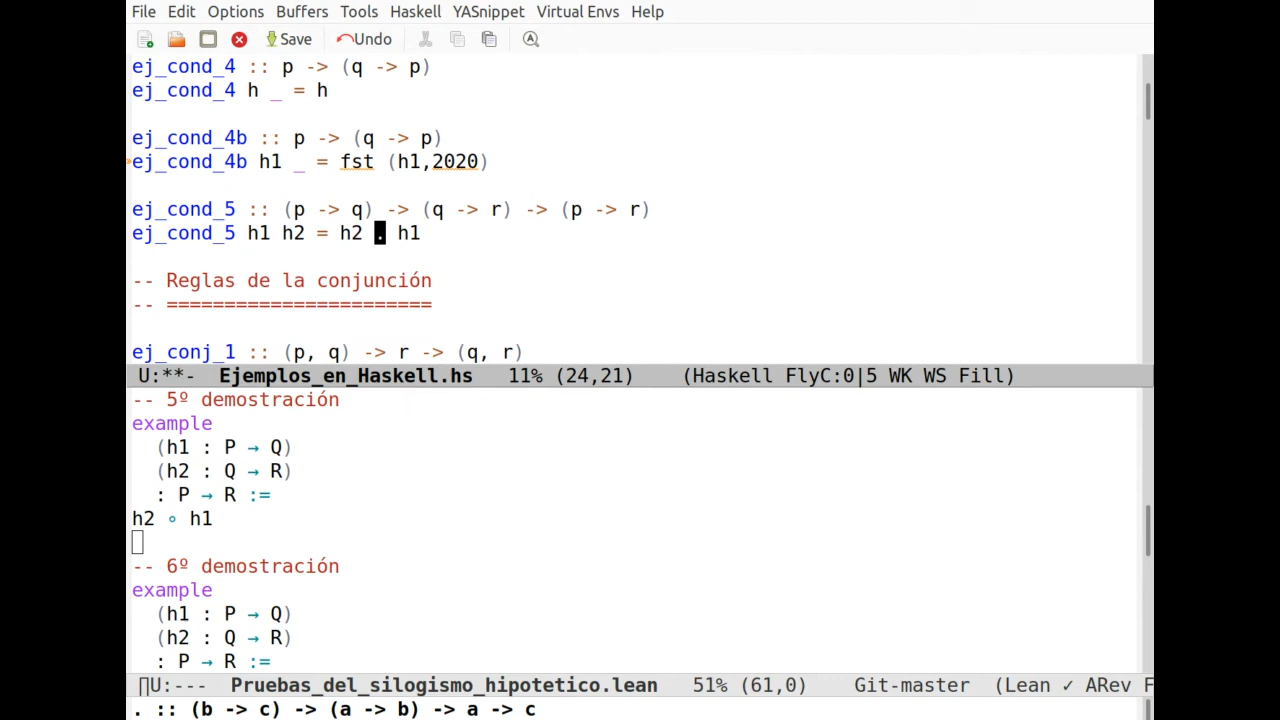 File Edit Options Buffers Tools Haskell YASnippet Virtual Envs Help
Save Undo
ej_cond_4 :: p -> (q -> p)
ej_cond_4 h _ = h
ej_cond_4b :: p -> (q -> p)
ej_cond_4b h1 _ = fst (h1,2020)
ej_cond_5 :: (p -> q) -> (q -> r) -> (p -> r)
ej_cond_5 h1 h2 = h2 . h1
-- Reglas de la conjunción
-- =======================
ej_conj_1 :: (p, q) -> r -> (q, r)
U:**-  Ejemplos_en_Haskell.hs   11% (24,21)    (Haskell FlyC:0|5 WK WS Fill)
-- 5º demostración
example
  (h1 : P → Q)
  (h2 : Q → R)
  : P → R :=
h2 ∘ h1
-- 6º demostración
example
  (h1 : P → Q)
  (h2 : Q → R)
  : P → R :=
U:---  Pruebas_del_silogismo_hipotetico.lean   51% (61,0)    Git-master  (Lean ✓ ARev F
. :: (b -> c) -> (a -> b) -> a -> c